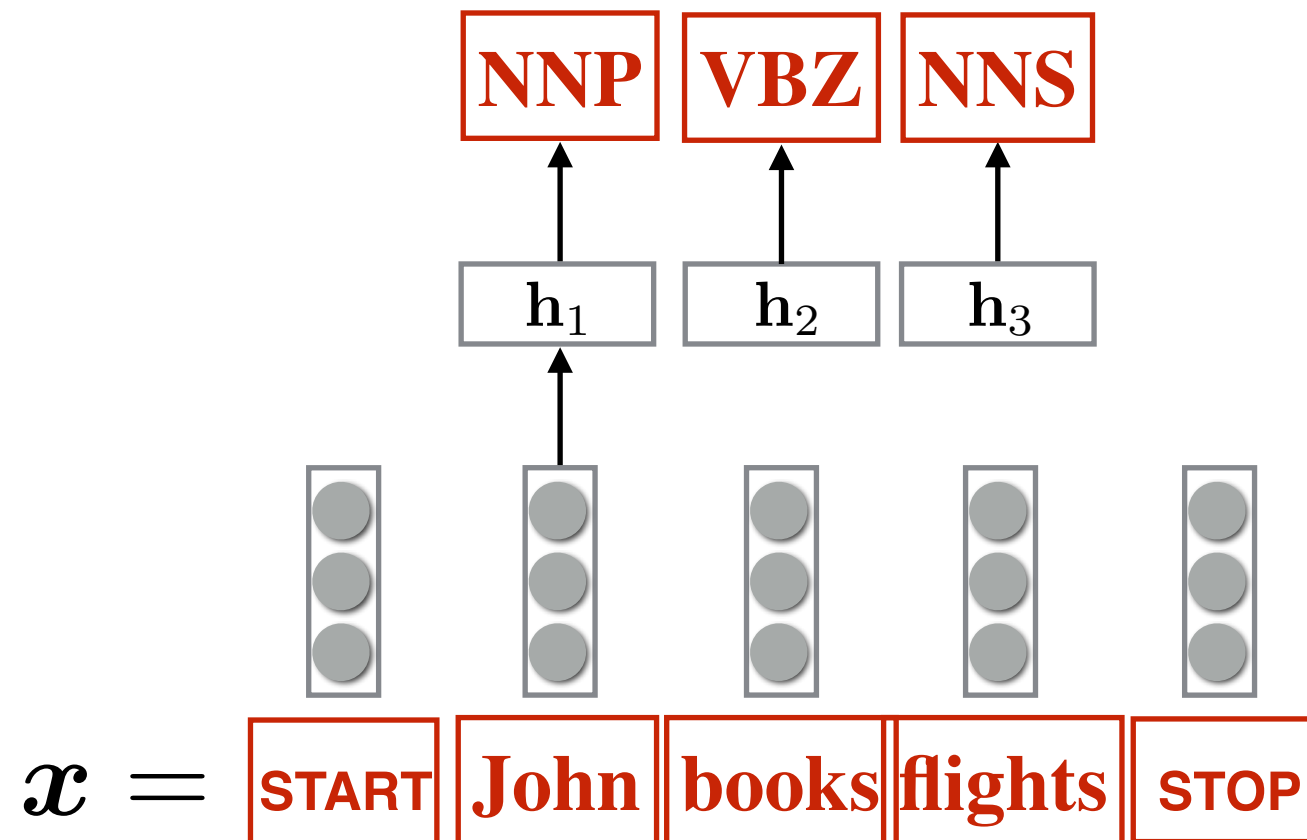 NNP VBZ NNS
h₁ h₂ h₃
x = START John books flights STOP